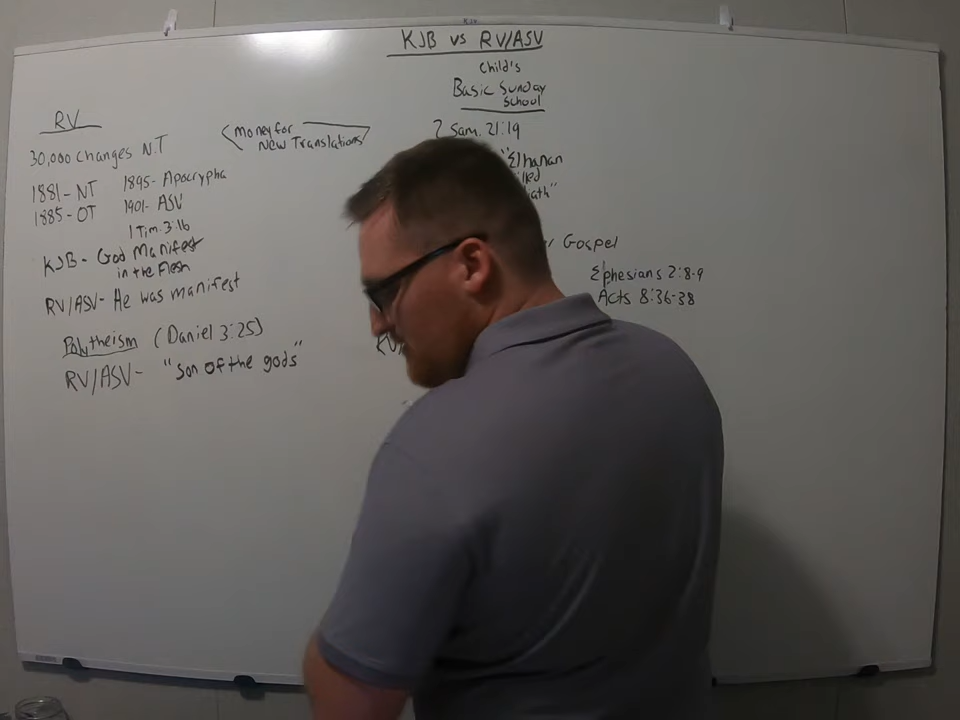 KJB vs RV/ASV
Child's
Basic Sunday
School
RV
30,000 changes N.T
<money for
New Translations
1881- NT 1895- Apocrypha
1885- OT 1901- ASV
1 Tim. 3:16
KJB- God Manifest
in the Flesh
RV/ASV- He was manifest
Polytheism (Daniel 3:25)
RV/ASV- "son of the gods"
2 Sam. 21:19
"Elhanan
Gospel
Ephesians 2:8-9
Acts 8:36-38